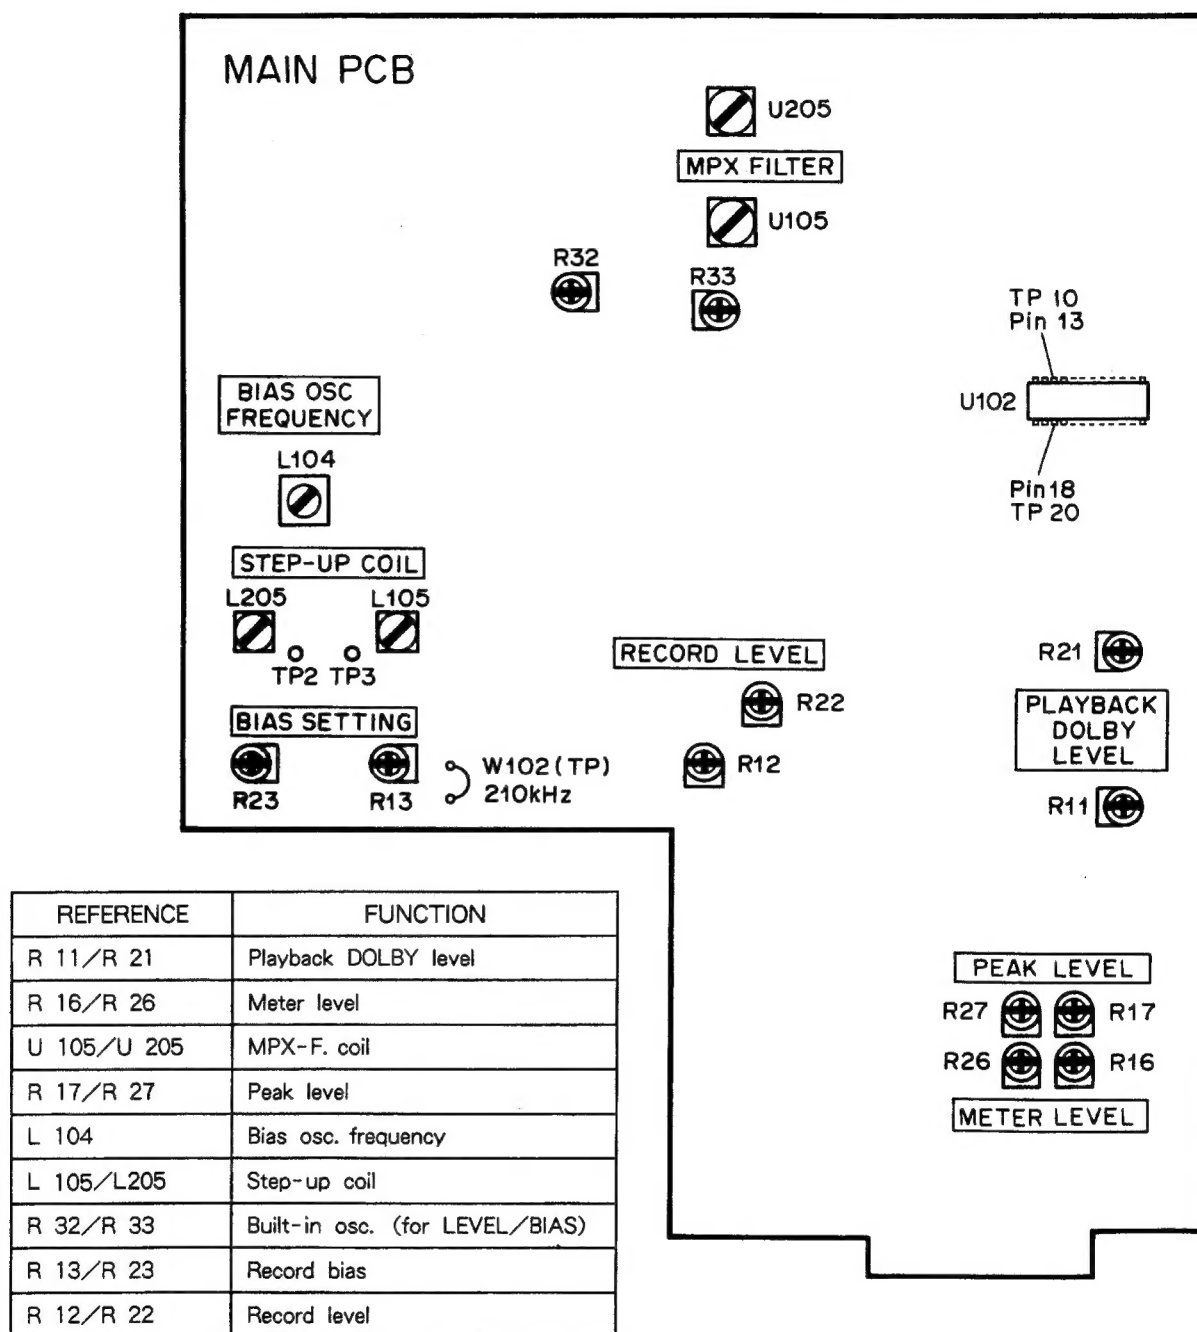 MAIN PCB
U205
MPX FILTER
U105
R32
R33
TP 10
Pin 13
U102
Pin 18
TP 20
BIAS OSC
FREQUENCY
L104
STEP-UP COIL
L205 L105
TP2 TP3
BIAS SETTING
R23 R13
W102 (TP)
210kHz
RECORD LEVEL
R22
R12
R21
PLAYBACK
DOLBY
LEVEL
R11
PEAK LEVEL
R27 R17
R26 R16
METER LEVEL
REFERENCE FUNCTION
R 11/R 21 Playback DOLBY level
R 16/R 26 Meter level
U 105/U 205 MPX-F. coil
R 17/R 27 Peak level
L 104 Bias osc. frequency
L 105/L205 Step-up coil
R 32/R 33 Built-in osc. (for LEVEL/BIAS)
R 13/R 23 Record bias
R 12/R 22 Record level